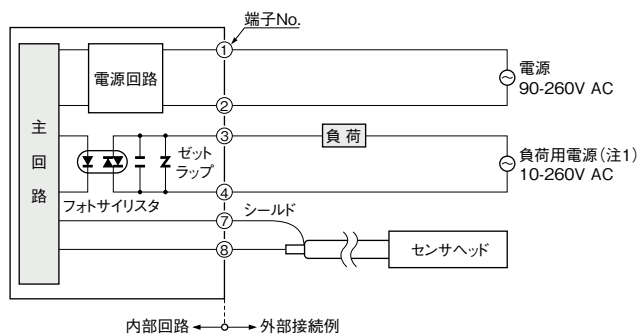 端子No.
①
電源回路
②
電源
90-260V AC
主回路
③
負荷
ゼット
ラップ
負荷用電源(注1)
10-260V AC
④
フォトサイリスタ
⑦
シールド
⑧
センサヘッド
内部回路
外部接続例